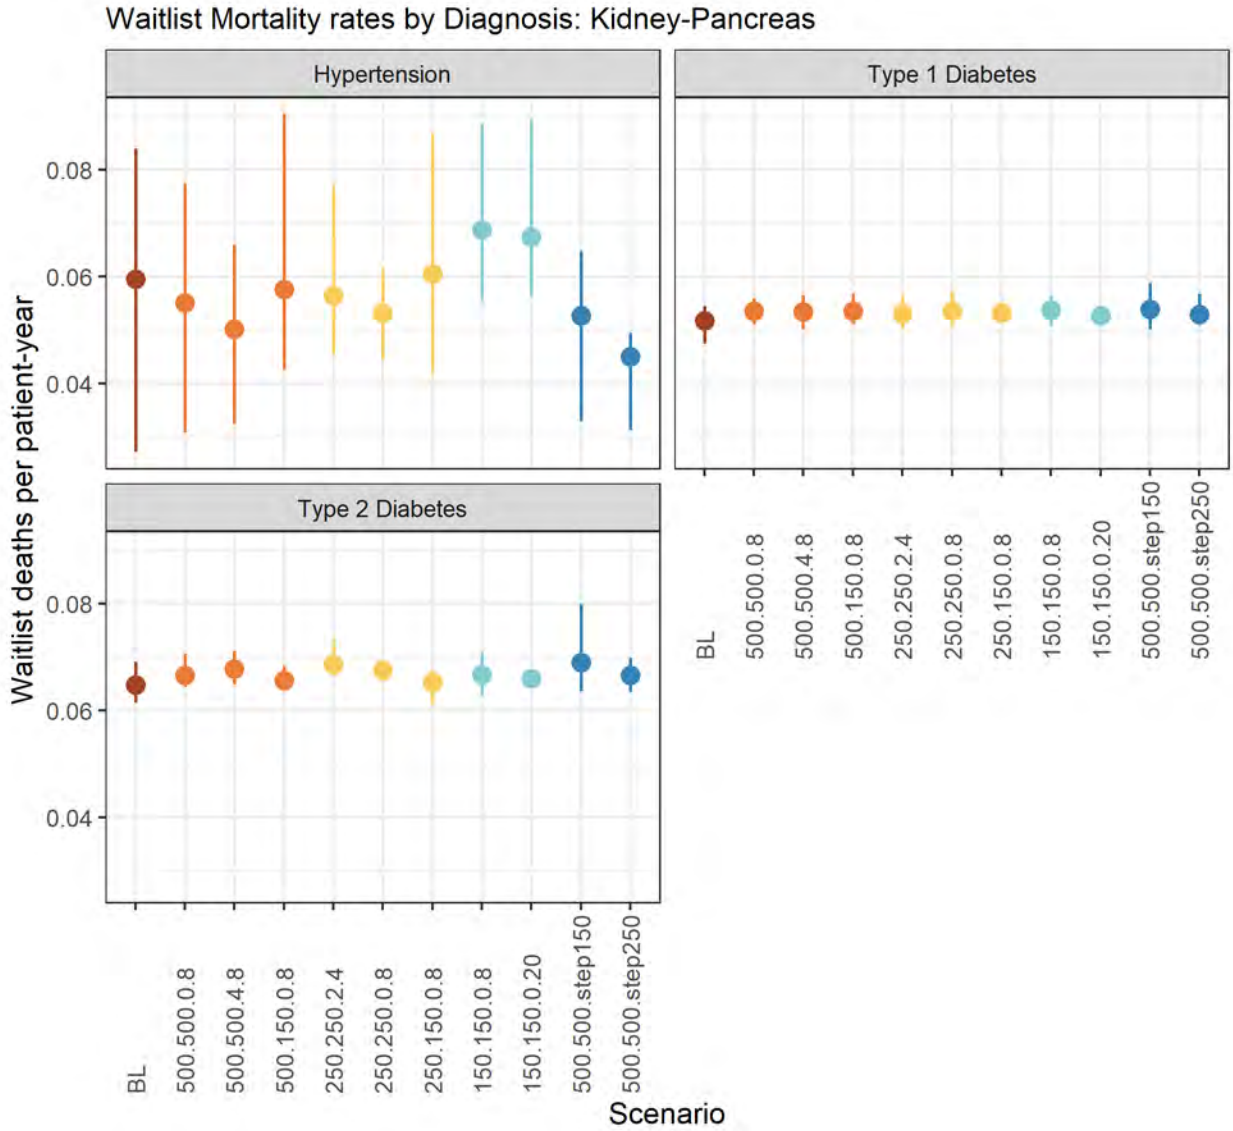 Waitlist Mortality rates by Diagnosis: Kidney-Pancreas
Hypertension
Type 1 Diabetes
Waitlist deaths per patient-year
0.08
0.06
0.04
BL
500.500.0.8
500.500.4.8
500.150.0.8
250.250.2.4
250.250.0.8
250.150.0.8
150.150.0.8
150.150.0.20
500.500.step150
500.500.step250
Type 2 Diabetes
0.08
0.06
0.04
BL
500.500.0.8
500.500.4.8
500.150.0.8
250.250.2.4
250.250.0.8
250.150.0.8
150.150.0.8
150.150.0.20
500.500.step150
500.500.step250
Scenario